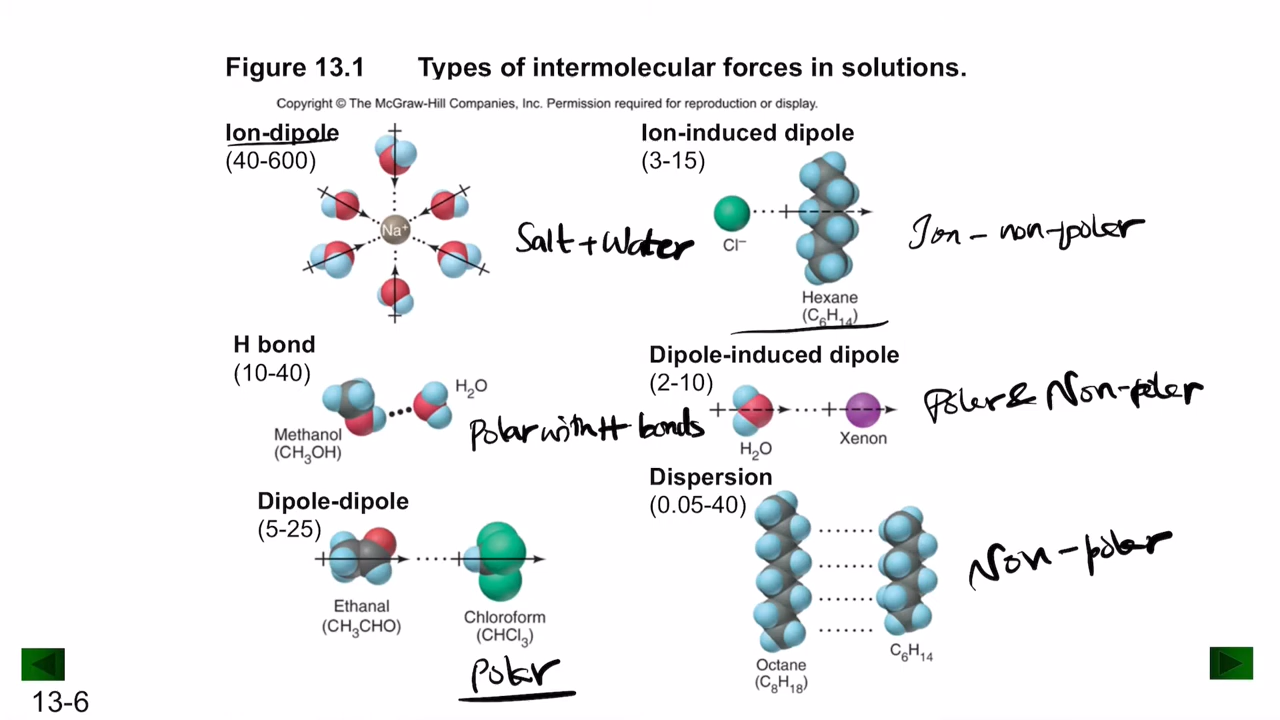 Figure 13.1 Types of intermolecular forces in solutions.
Copyright © The McGraw-Hill Companies, Inc. Permission required for reproduction or display.
Ion-dipole
(40-600)
Na⁺
Salt + Water
Ion-induced dipole
(3-15)
Cl⁻
Hexane
(C₆H₁₄)
Ion - non-polar
H bond
(10-40)
H₂O
Methanol
(CH₃OH)
Polar with H-bonds
Dipole-induced dipole
(2-10)
H₂O
Xenon
Polar & Non-polar
Dipole-dipole
(5-25)
Ethanal
(CH₃CHO)
Chloroform
(CHCl₃)
polar
Dispersion
(0.05-40)
Octane
(C₈H₁₈)
C₆H₁₄
Non-polar
13-6